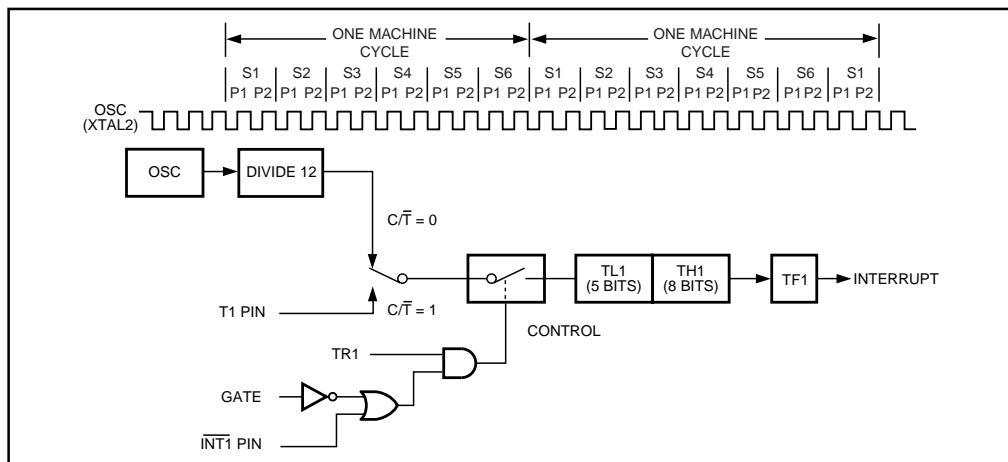 ONE MACHINE CYCLE
ONE MACHINE CYCLE
S1 S2 S3 S4 S5 S6 S1 S2 S3 S4 S5 S6 S1
P1 P2 P1 P2 P1 P2 P1 P2 P1 P2 P1 P2 P1 P2 P1 P2 P1 P2 P1 P2 P1 P2 P1 P2 P1 P2
OSC
(XTAL2)
OSC
DIVIDE 12
C/T̅ = 0
TL1
(5 BITS)
TH1
(8 BITS)
TF1
INTERRUPT
T1 PIN
C/T̅ = 1
CONTROL
TR1
GATE
I̅N̅T̅1̅ PIN